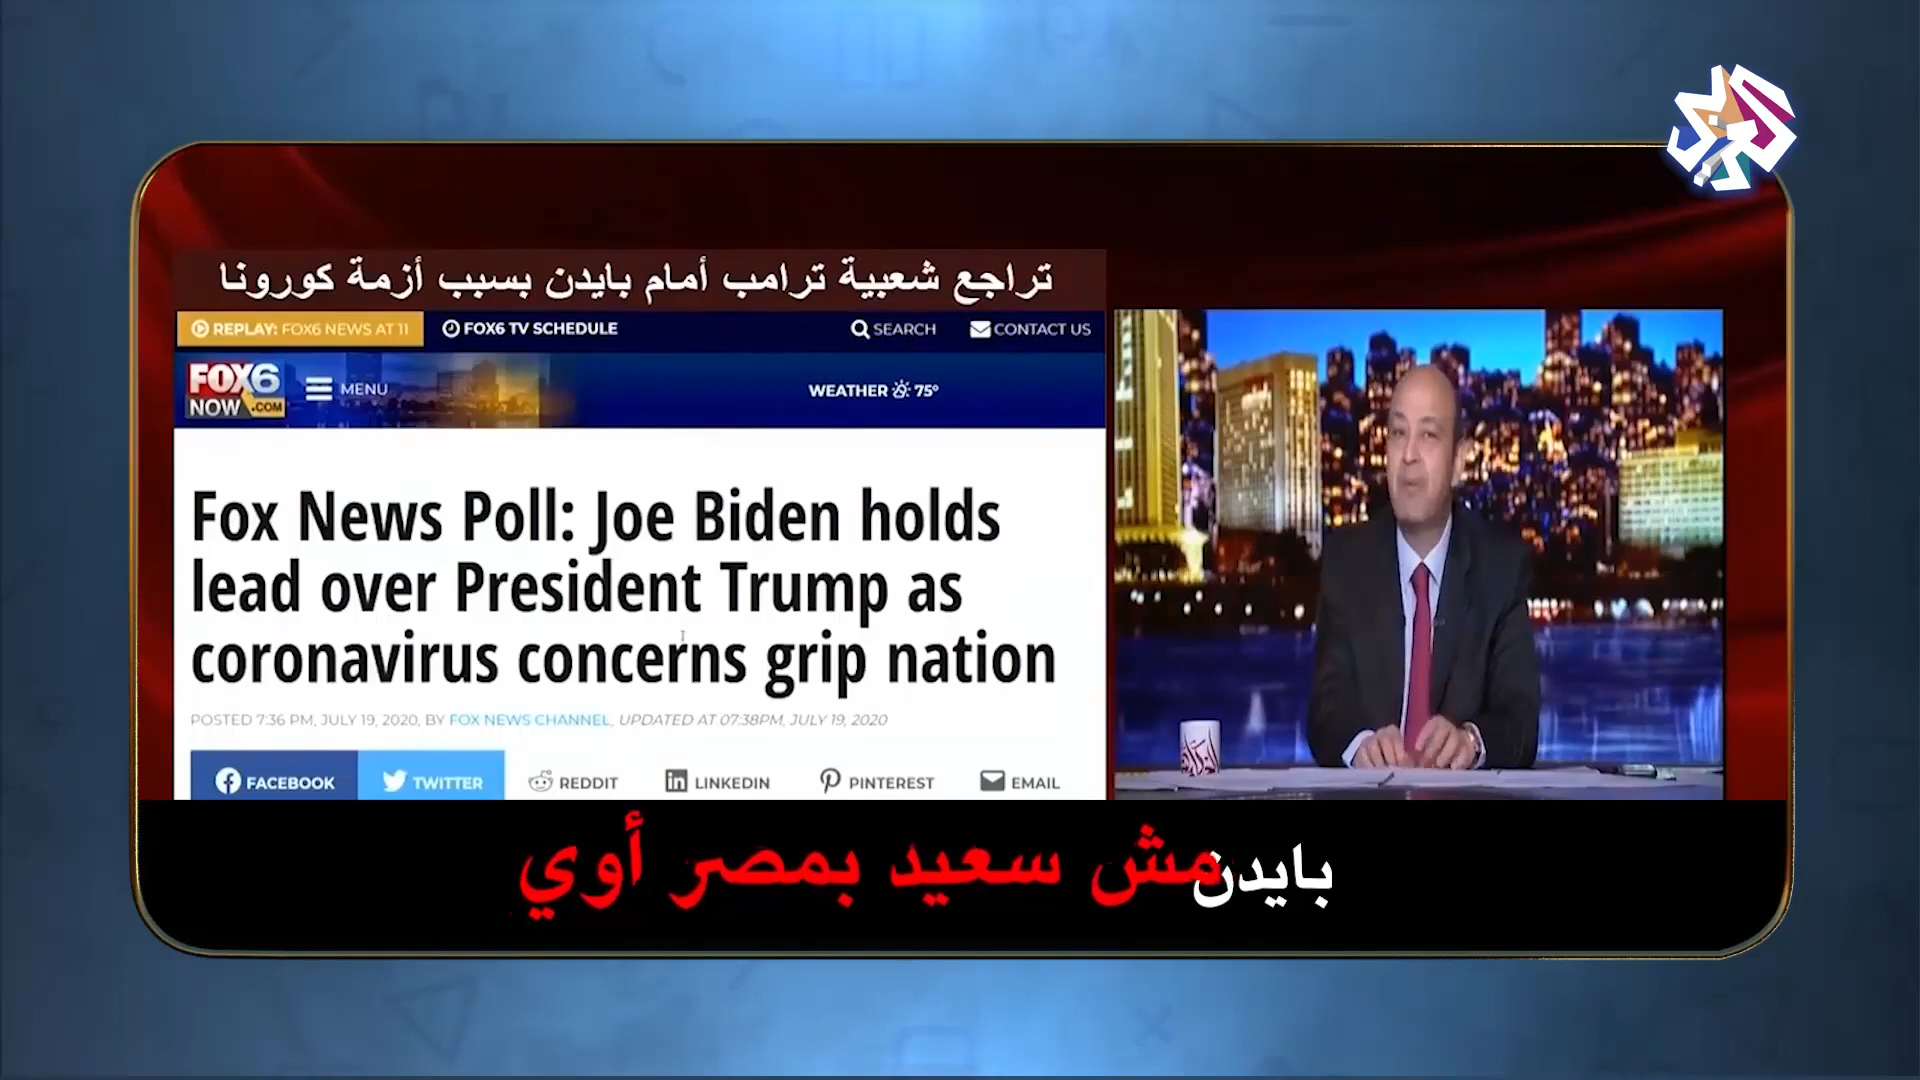 تراجع شعبية ترامب أمام بايدن بسبب أزمة كورونا
REPLAY: FOX6 NEWS AT 11
FOX6 TV SCHEDULE
SEARCH
CONTACT US
FOX6
NOW .COM
MENU
WEATHER 75°
Fox News Poll: Joe Biden holds
lead over President Trump as
coronavirus concerns grip nation
POSTED 7:36 PM, JULY 19, 2020, BY FOX NEWS CHANNEL, UPDATED AT 07:38PM, JULY 19, 2020
FACEBOOK
TWITTER
REDDIT
LINKEDIN
PINTEREST
EMAIL
الحكاية
بايدن مش سعيد بمصر أوي